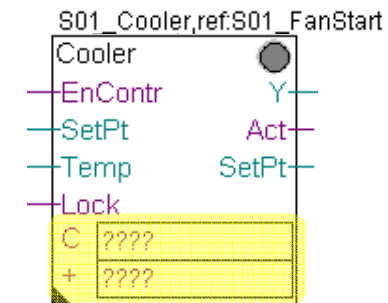 S01_Cooler,ref:S01_FanStart
Cooler
EnContr Y
SetPt Act
Temp SetPt
Lock
C ????
+ ????